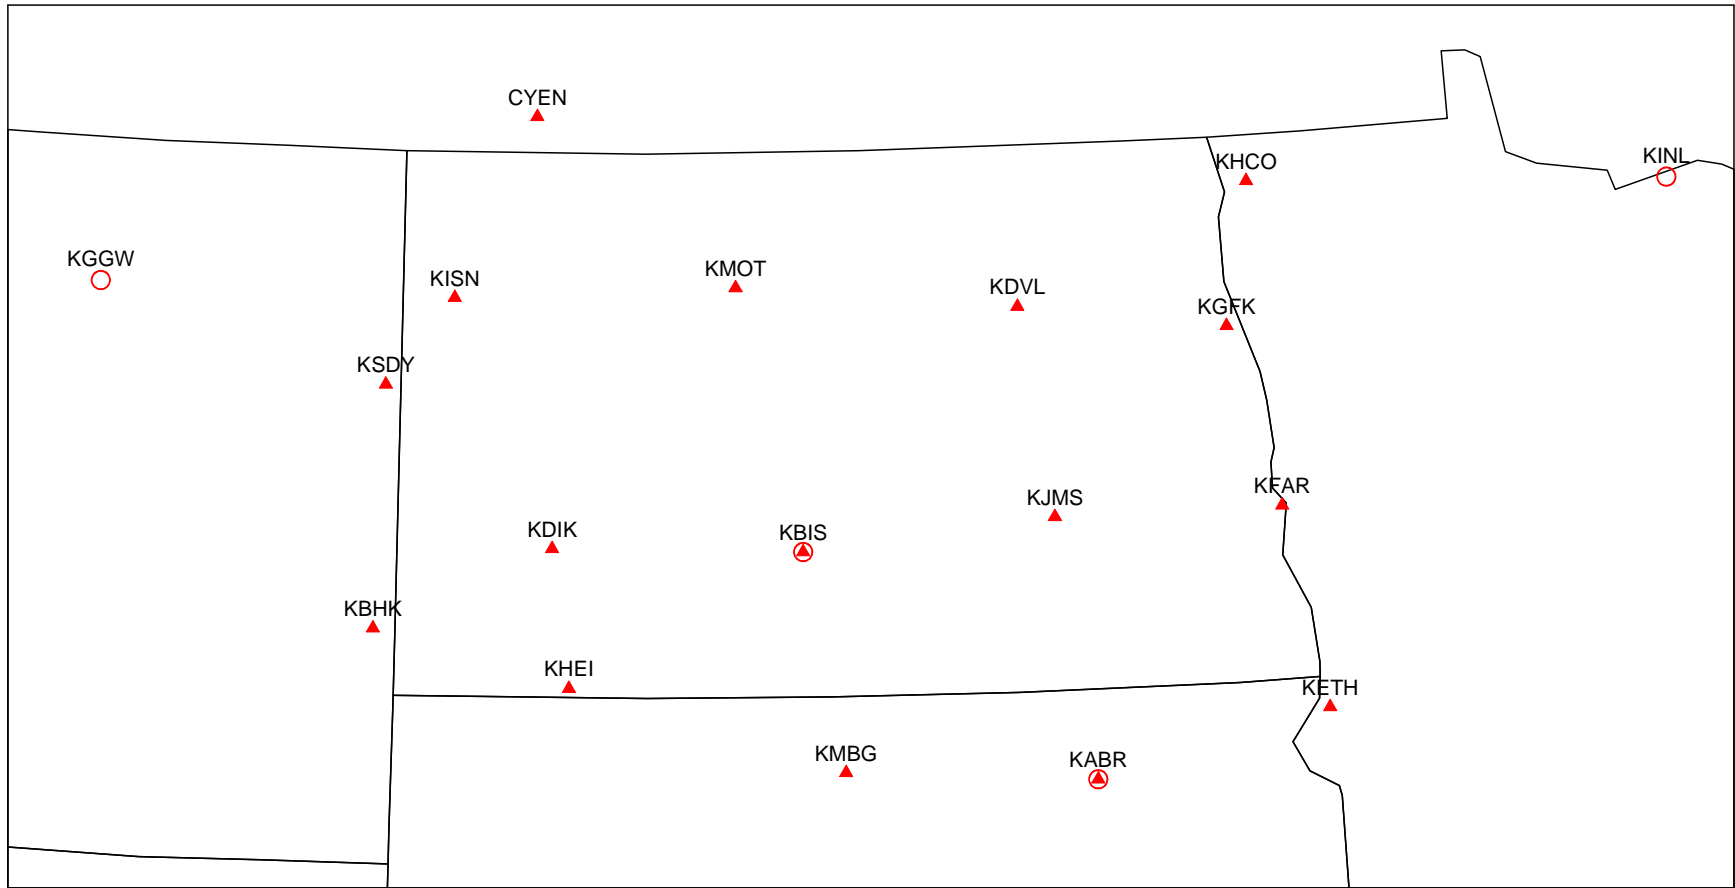 CYEN
KINL
KHCO
KGGW
KMOT
KISN
KDVL
KGFK
KSDY
KFAR
KJMS
KDIK
KBIS
KBHK
KHEI
KETH
KMBG
KABR